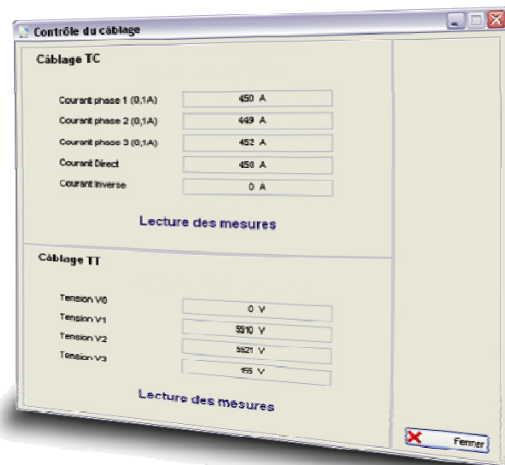 Contrôle du câblage
Câblage TC
Courant phase 1 (0,1A) 450 A
Courant phase 2 (0,1A) 449 A
Courant phase 3 (0,1A) 452 A
Courant Direct 450 A
Courant Inverse 0 A
Lecture des mesures
Câblage TT
Tension V0 0 V
Tension V1 5510 V
Tension V2 5521 V
Tension V3 155 V
Lecture des mesures
Fermer